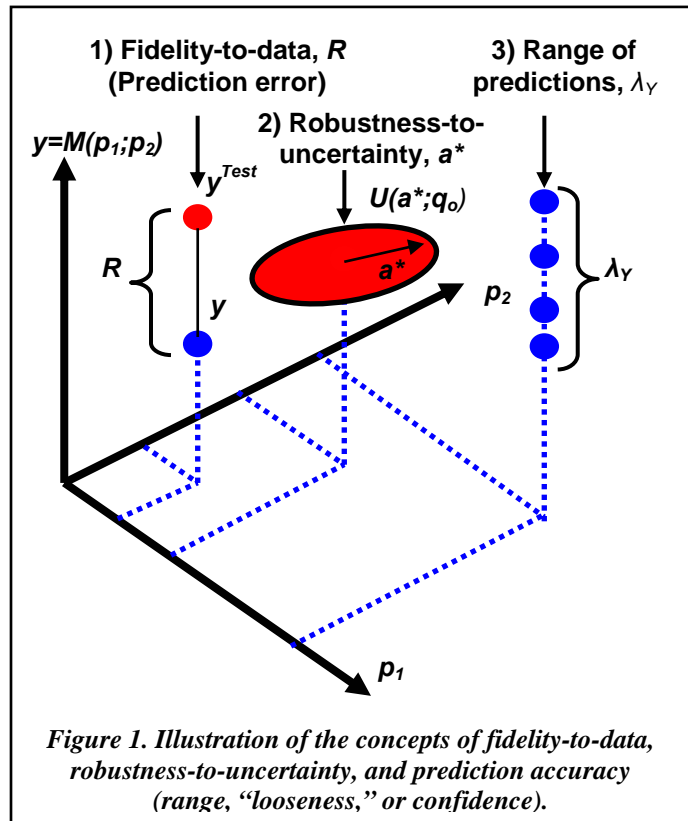 1) Fidelity-to-data, R
(Prediction error)
3) Range of
predictions, λY
2) Robustness-to-
uncertainty, a*
y=M(p1;p2)
yTest
U(a*;qo)
R
a*
λY
y
p2
p1
Figure 1. Illustration of the concepts of fidelity-to-data,
robustness-to-uncertainty, and prediction accuracy
(range, “looseness,” or confidence).